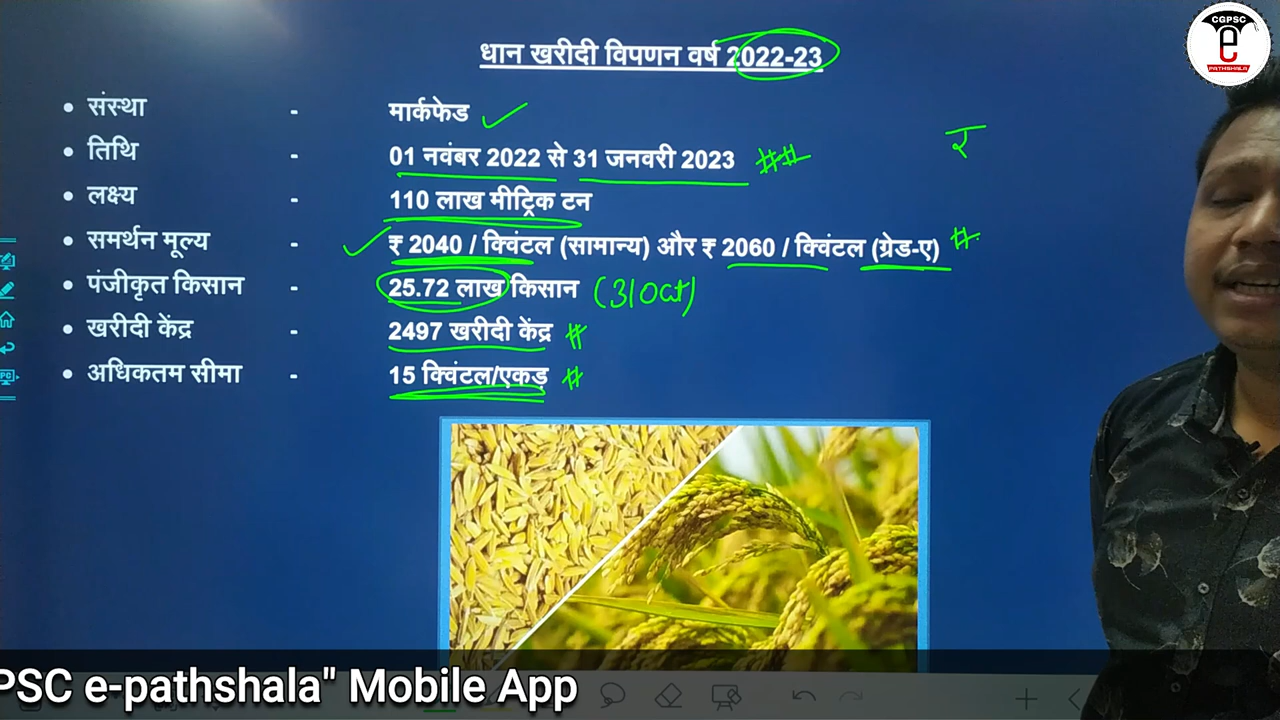 CGPSC
e
PATHSHALA
धान खरीदी विपणन वर्ष 2022-23
• संस्था - मार्कफेड
• तिथि - 01 नवंबर 2022 से 31 जनवरी 2023 ##
र
• लक्ष्य - 110 लाख मीट्रिक टन
• समर्थन मूल्य - ₹ 2040 / क्विंटल (सामान्य) और ₹ 2060 / क्विंटल (ग्रेड-ए) #
• पंजीकृत किसान - 25.72 लाख किसान (31 Oct)
• खरीदी केंद्र - 2497 खरीदी केंद्र #
• अधिकतम सीमा - 15 क्विंटल/एकड़ #
PSC e-pathshala" Mobile App